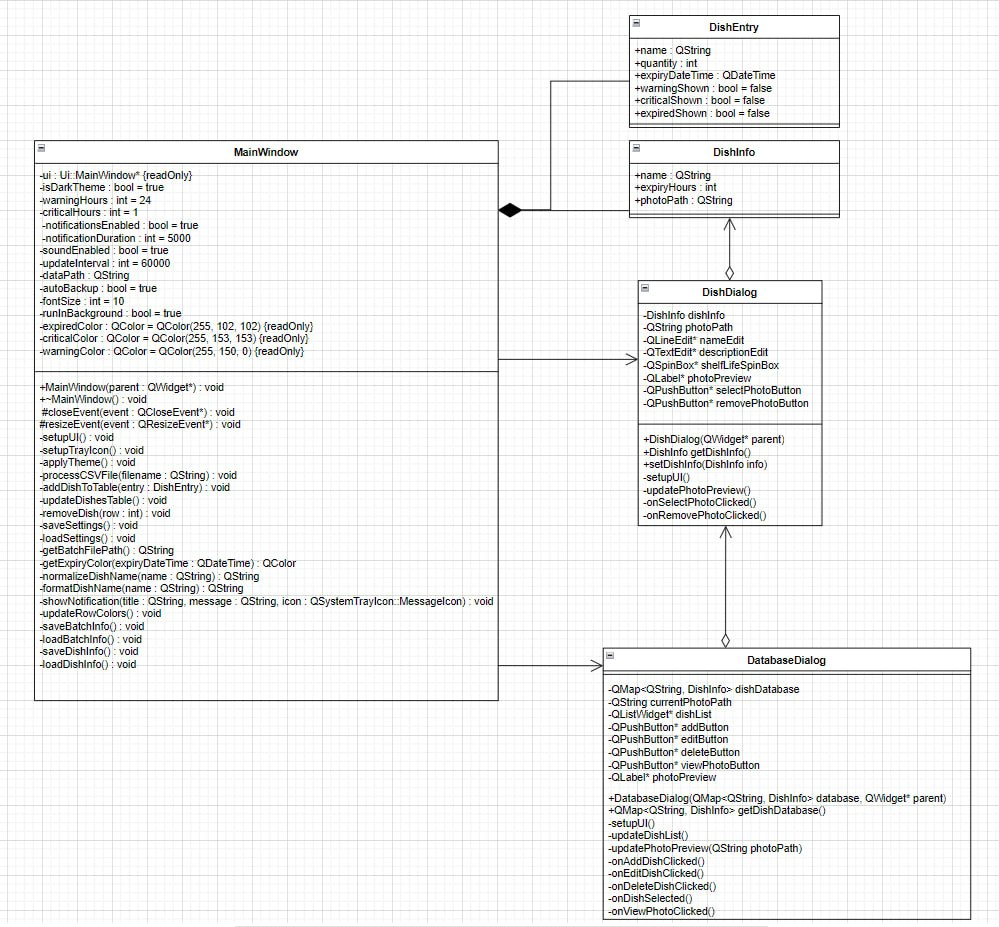 DishEntry
+name : QString
+quantity : int
+expiryDateTime : QDateTime
+warningShown : bool = false
+criticalShown : bool = false
+expiredShown : bool = false
MainWindow
-ui : Ui::MainWindow* {readOnly}
-isDarkTheme : bool = true
-warningHours : int = 24
-criticalHours : int = 1
-notificationsEnabled : bool = true
-notificationDuration : int = 5000
-soundEnabled : bool = true
-updateInterval : int = 60000
-dataPath : QString
-autoBackup : bool = true
-fontSize : int = 10
-runInBackground : bool = true
-expiredColor : QColor = QColor(255, 102, 102) {readOnly}
-criticalColor : QColor = QColor(255, 153, 153) {readOnly}
-warningColor : QColor = QColor(255, 150, 0) {readOnly}
+MainWindow(parent : QWidget*) : void
+~MainWindow() : void
#closeEvent(event : QCloseEvent*) : void
#resizeEvent(event : QResizeEvent*) : void
-setupUI() : void
-setupTrayIcon() : void
-applyTheme() : void
-processCSVFile(filename : QString) : void
-addDishToTable(entry : DishEntry) : void
-updateDishesTable() : void
-removeDish(row : int) : void
-saveSettings() : void
-loadSettings() : void
-getBatchFilePath() : QString
-getExpiryColor(expiryDateTime : QDateTime) : QColor
-normalizeDishName(name : QString) : QString
-formatDishName(name : QString) : QString
-showNotification(title : QString, message : QString, icon : QSystemTrayIcon::MessageIcon) : void
-updateRowColors() : void
-saveBatchInfo() : void
-loadBatchInfo() : void
-saveDishInfo() : void
-loadDishInfo() : void
DishInfo
+name : QString
+expiryHours : int
+photoPath : QString
DishDialog
-DishInfo dishInfo
-QString photoPath
-QLineEdit* nameEdit
-QTextEdit* descriptionEdit
-QSpinBox* shelfLifeSpinBox
-QLabel* photoPreview
-QPushButton* selectPhotoButton
-QPushButton* removePhotoButton
+DishDialog(QWidget* parent)
+DishInfo getDishInfo()
+setDishInfo(DishInfo info)
-setupUI()
-updatePhotoPreview()
-onSelectPhotoClicked()
-onRemovePhotoClicked()
DatabaseDialog
-QMap<QString, DishInfo> dishDatabase
-QString currentPhotoPath
-QListWidget* dishList
-QPushButton* addButton
-QPushButton* editButton
-QPushButton* deleteButton
-QPushButton* viewPhotoButton
-QLabel* photoPreview
+DatabaseDialog(QMap<QString, DishInfo> database, QWidget* parent)
+QMap<QString, DishInfo> getDishDatabase()
-setupUI()
-updateDishList()
-updatePhotoPreview(QString photoPath)
-onAddDishClicked()
-onEditDishClicked()
-onDeleteDishClicked()
-onDishSelected()
-onViewPhotoClicked()